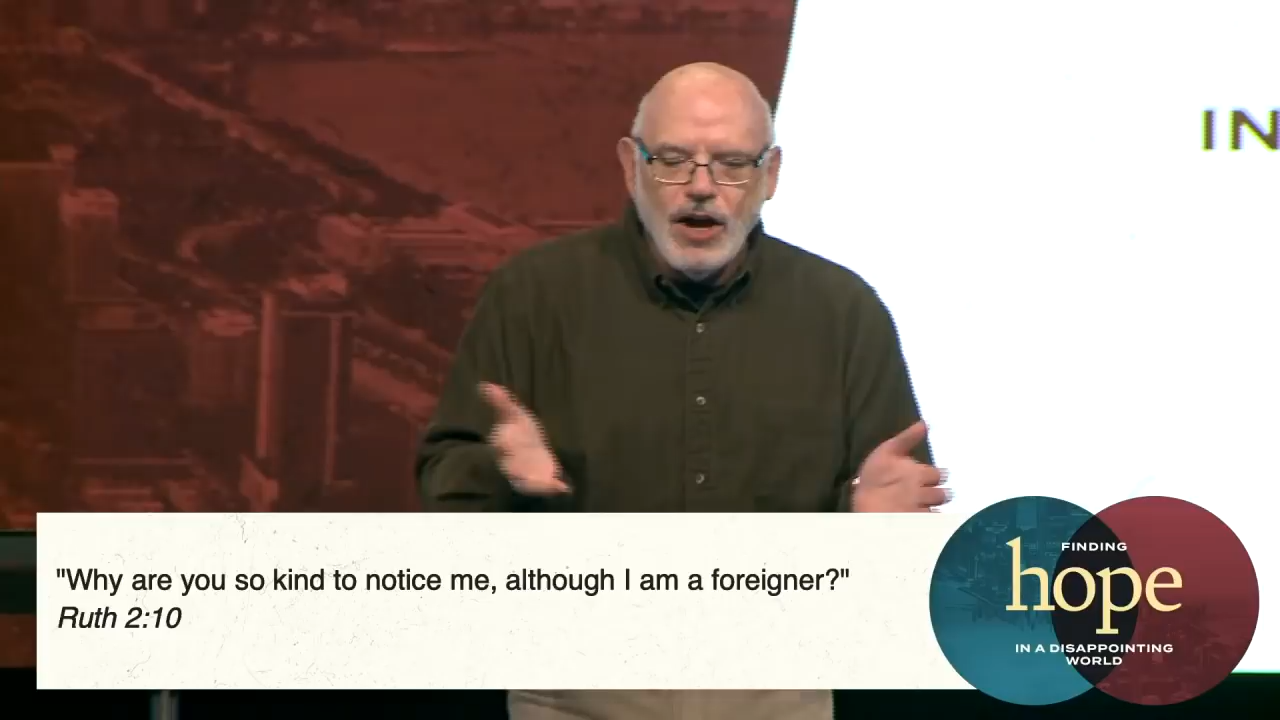 IN
"Why are you so kind to notice me, although I am a foreigner?"
Ruth 2:10
FINDING
hope
IN A DISAPPOINTING
WORLD